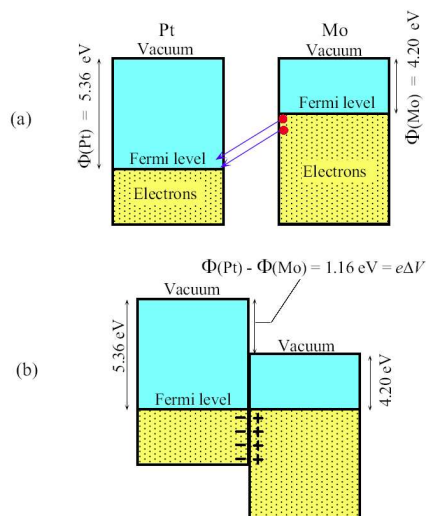 Pt
Mo
Vacuum
Vacuum
Φ(Pt) = 5.36 eV
Φ(Mo) = 4.20 eV
(a)
Fermi level
Fermi level
Electrons
Electrons
Φ(Pt) - Φ(Mo) = 1.16 eV = eΔV
Vacuum
Vacuum
5.36 eV
4.20 eV
(b)
Fermi level
− +
− +
− +
− +